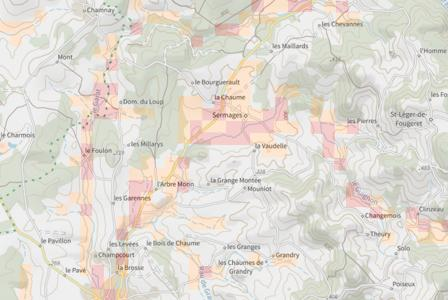 Chamnay
les Chevannes
les Maillards
l'Homme
Mont
le Bourguerault
Dom. du Loup
la Chaume
Sermages
St-Léger-de-
Fougeret
les Pierres
le Charmois
le Foulon
les Millarys
la Vaudelle
l'Arbre Morin
la Grange Montée
Mouniot
les Garennes
Changemois
Clinzeau
Théury
le Pavillon
les Levées
le Bois de Chaume
les Granges
Solo
Champcourt
Grandry
les Chaumes de
Grandry
le Pavé
la Brosse
Poiseux